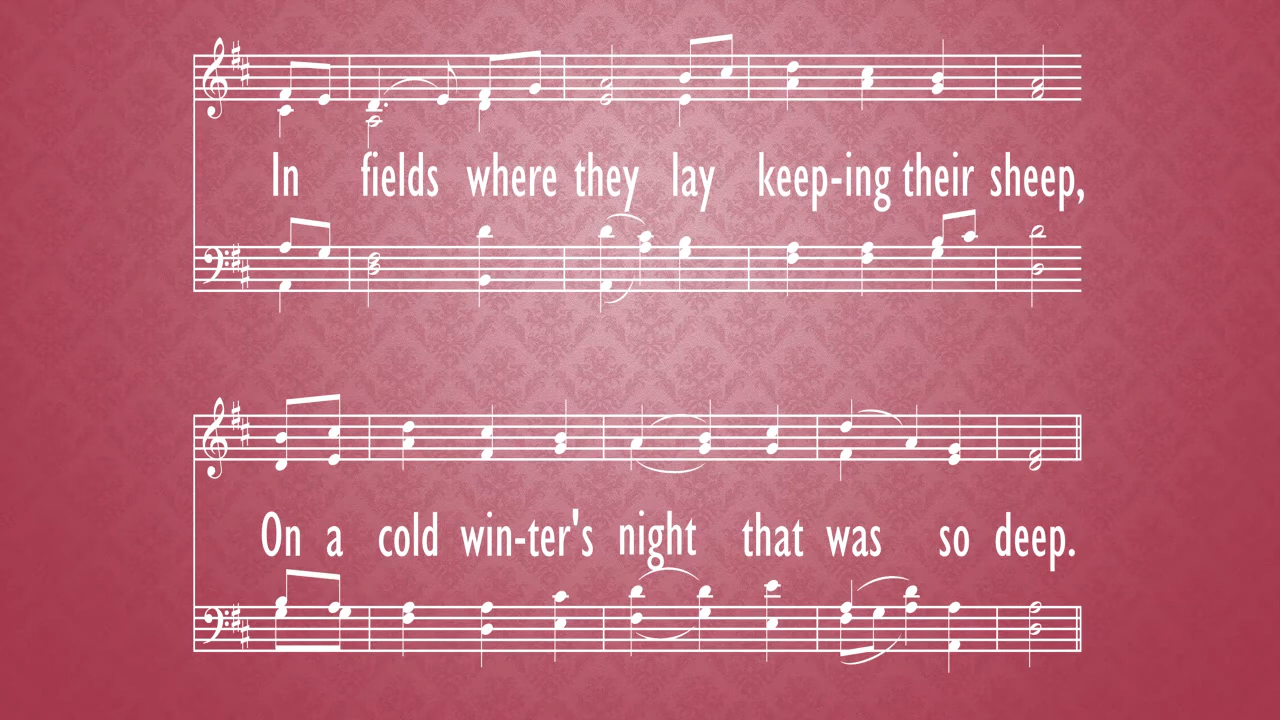 In fields where they lay keep-ing their sheep,
On a cold win-ter's night that was so deep.